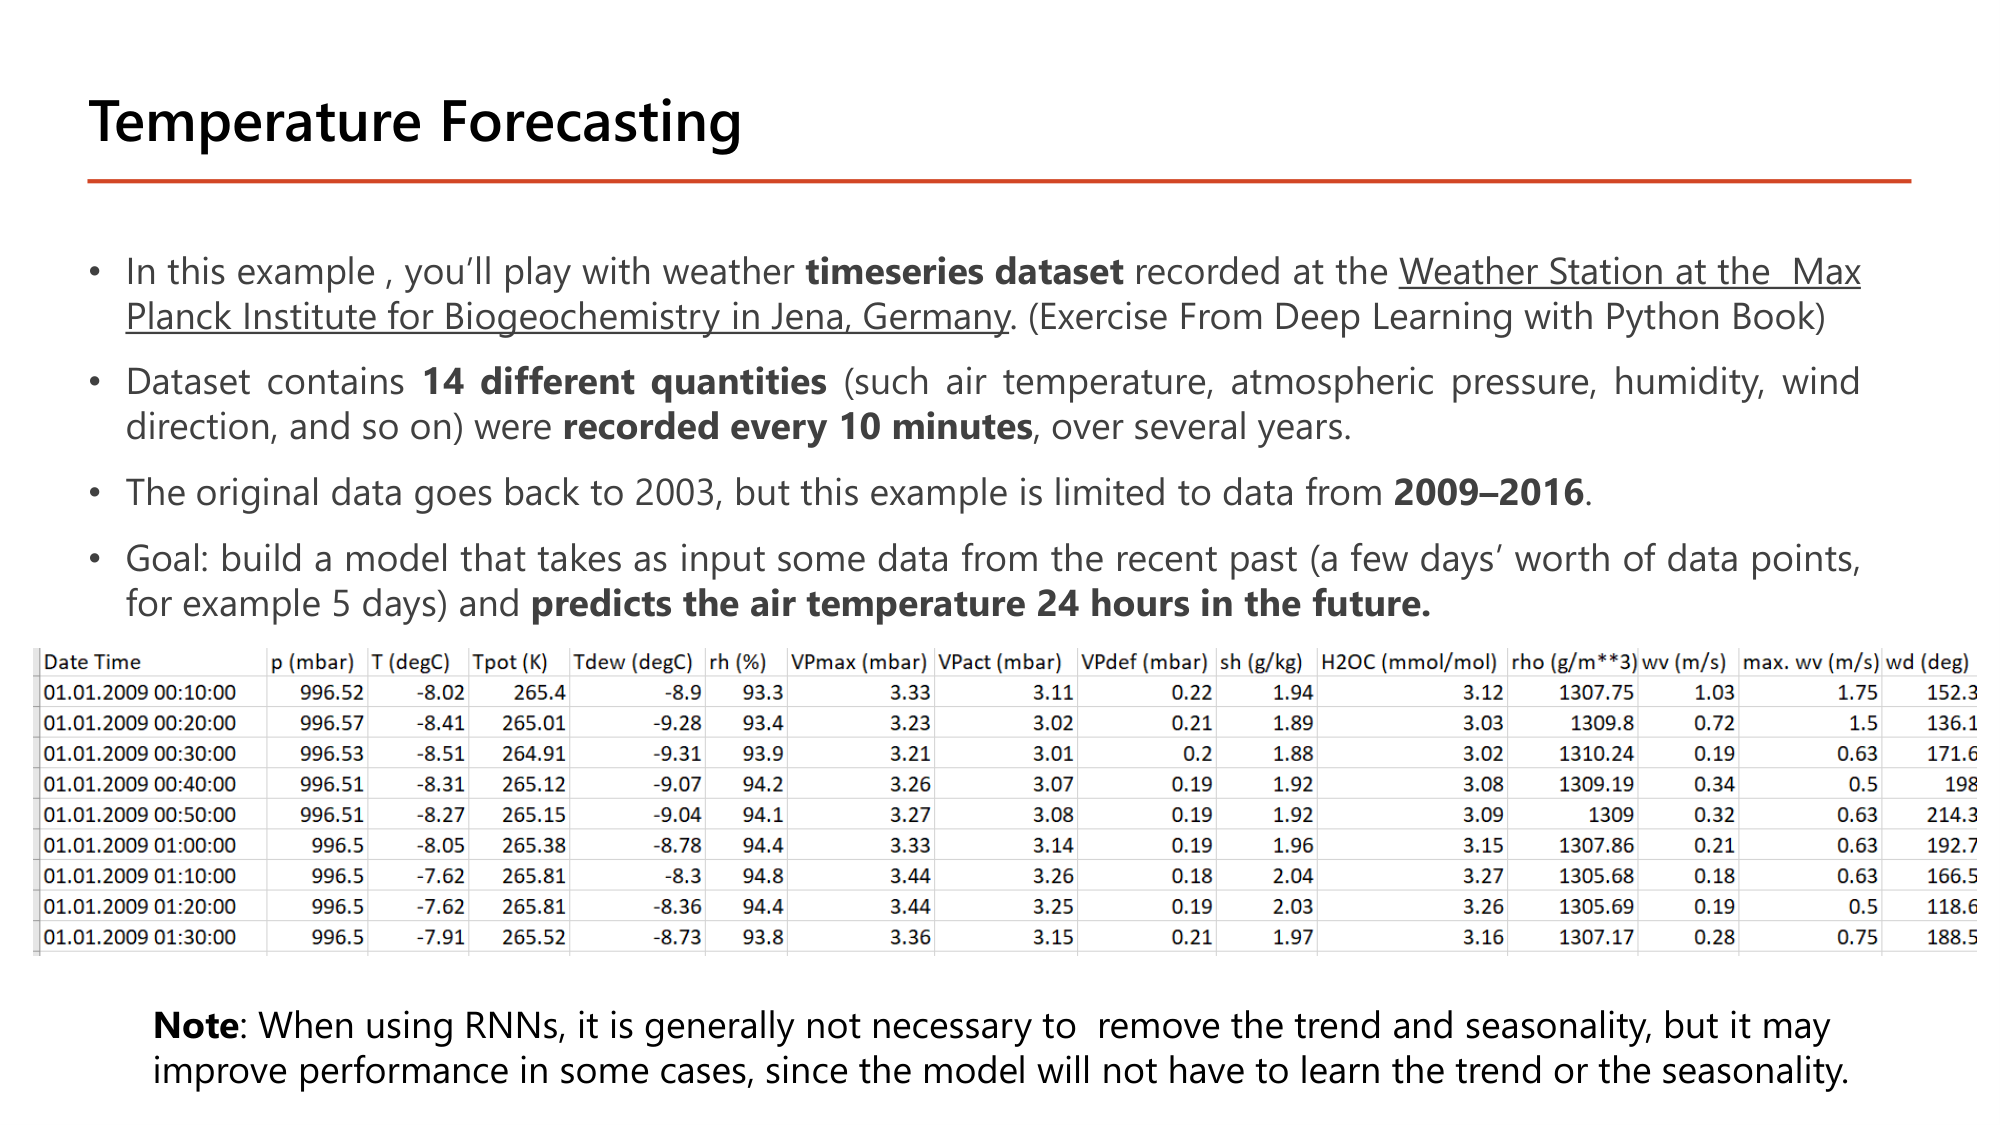 Temperature Forecasting
• In this example , you’ll play with weather timeseries dataset recorded at the Weather Station at the  Max
Planck Institute for Biogeochemistry in Jena, Germany. (Exercise From Deep Learning with Python Book)
• Dataset contains 14 different quantities (such air temperature, atmospheric pressure, humidity, wind
direction, and so on) were recorded every 10 minutes, over several years.
• The original data goes back to 2003, but this example is limited to data from 2009–2016.
• Goal: build a model that takes as input some data from the recent past (a few days’ worth of data points,
for example 5 days) and predicts the air temperature 24 hours in the future.
Date Time p (mbar) T (degC) Tpot (K) Tdew (degC) rh (%) VPmax (mbar) VPact (mbar) VPdef (mbar) sh (g/kg) H2OC (mmol/mol) rho (g/m**3) wv (m/s) max. wv (m/s) wd (deg)
01.01.2009 00:10:00 996.52 -8.02 265.4 -8.9 93.3 3.33 3.11 0.22 1.94 3.12 1307.75 1.03 1.75 152.3
01.01.2009 00:20:00 996.57 -8.41 265.01 -9.28 93.4 3.23 3.02 0.21 1.89 3.03 1309.8 0.72 1.5 136.1
01.01.2009 00:30:00 996.53 -8.51 264.91 -9.31 93.9 3.21 3.01 0.2 1.88 3.02 1310.24 0.19 0.63 171.6
01.01.2009 00:40:00 996.51 -8.31 265.12 -9.07 94.2 3.26 3.07 0.19 1.92 3.08 1309.19 0.34 0.5 198
01.01.2009 00:50:00 996.51 -8.27 265.15 -9.04 94.1 3.27 3.08 0.19 1.92 3.09 1309 0.32 0.63 214.3
01.01.2009 01:00:00 996.5 -8.05 265.38 -8.78 94.4 3.33 3.14 0.19 1.96 3.15 1307.86 0.21 0.63 192.7
01.01.2009 01:10:00 996.5 -7.62 265.81 -8.3 94.8 3.44 3.26 0.18 2.04 3.27 1305.68 0.18 0.63 166.5
01.01.2009 01:20:00 996.5 -7.62 265.81 -8.36 94.4 3.44 3.25 0.19 2.03 3.26 1305.69 0.19 0.5 118.6
01.01.2009 01:30:00 996.5 -7.91 265.52 -8.73 93.8 3.36 3.15 0.21 1.97 3.16 1307.17 0.28 0.75 188.5
Note: When using RNNs, it is generally not necessary to  remove the trend and seasonality, but it may
improve performance in some cases, since the model will not have to learn the trend or the seasonality.